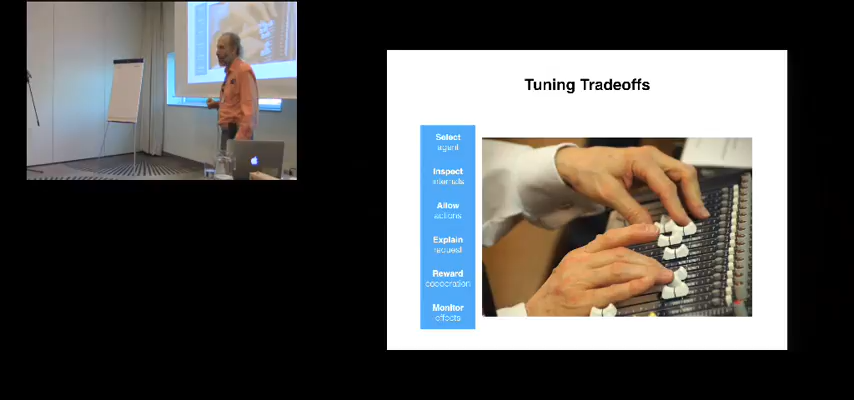 Tuning Tradeoffs
Select
agent
Inspect
internals
Allow
actions
Explain
request
Reward
cooperation
Monitor
effects